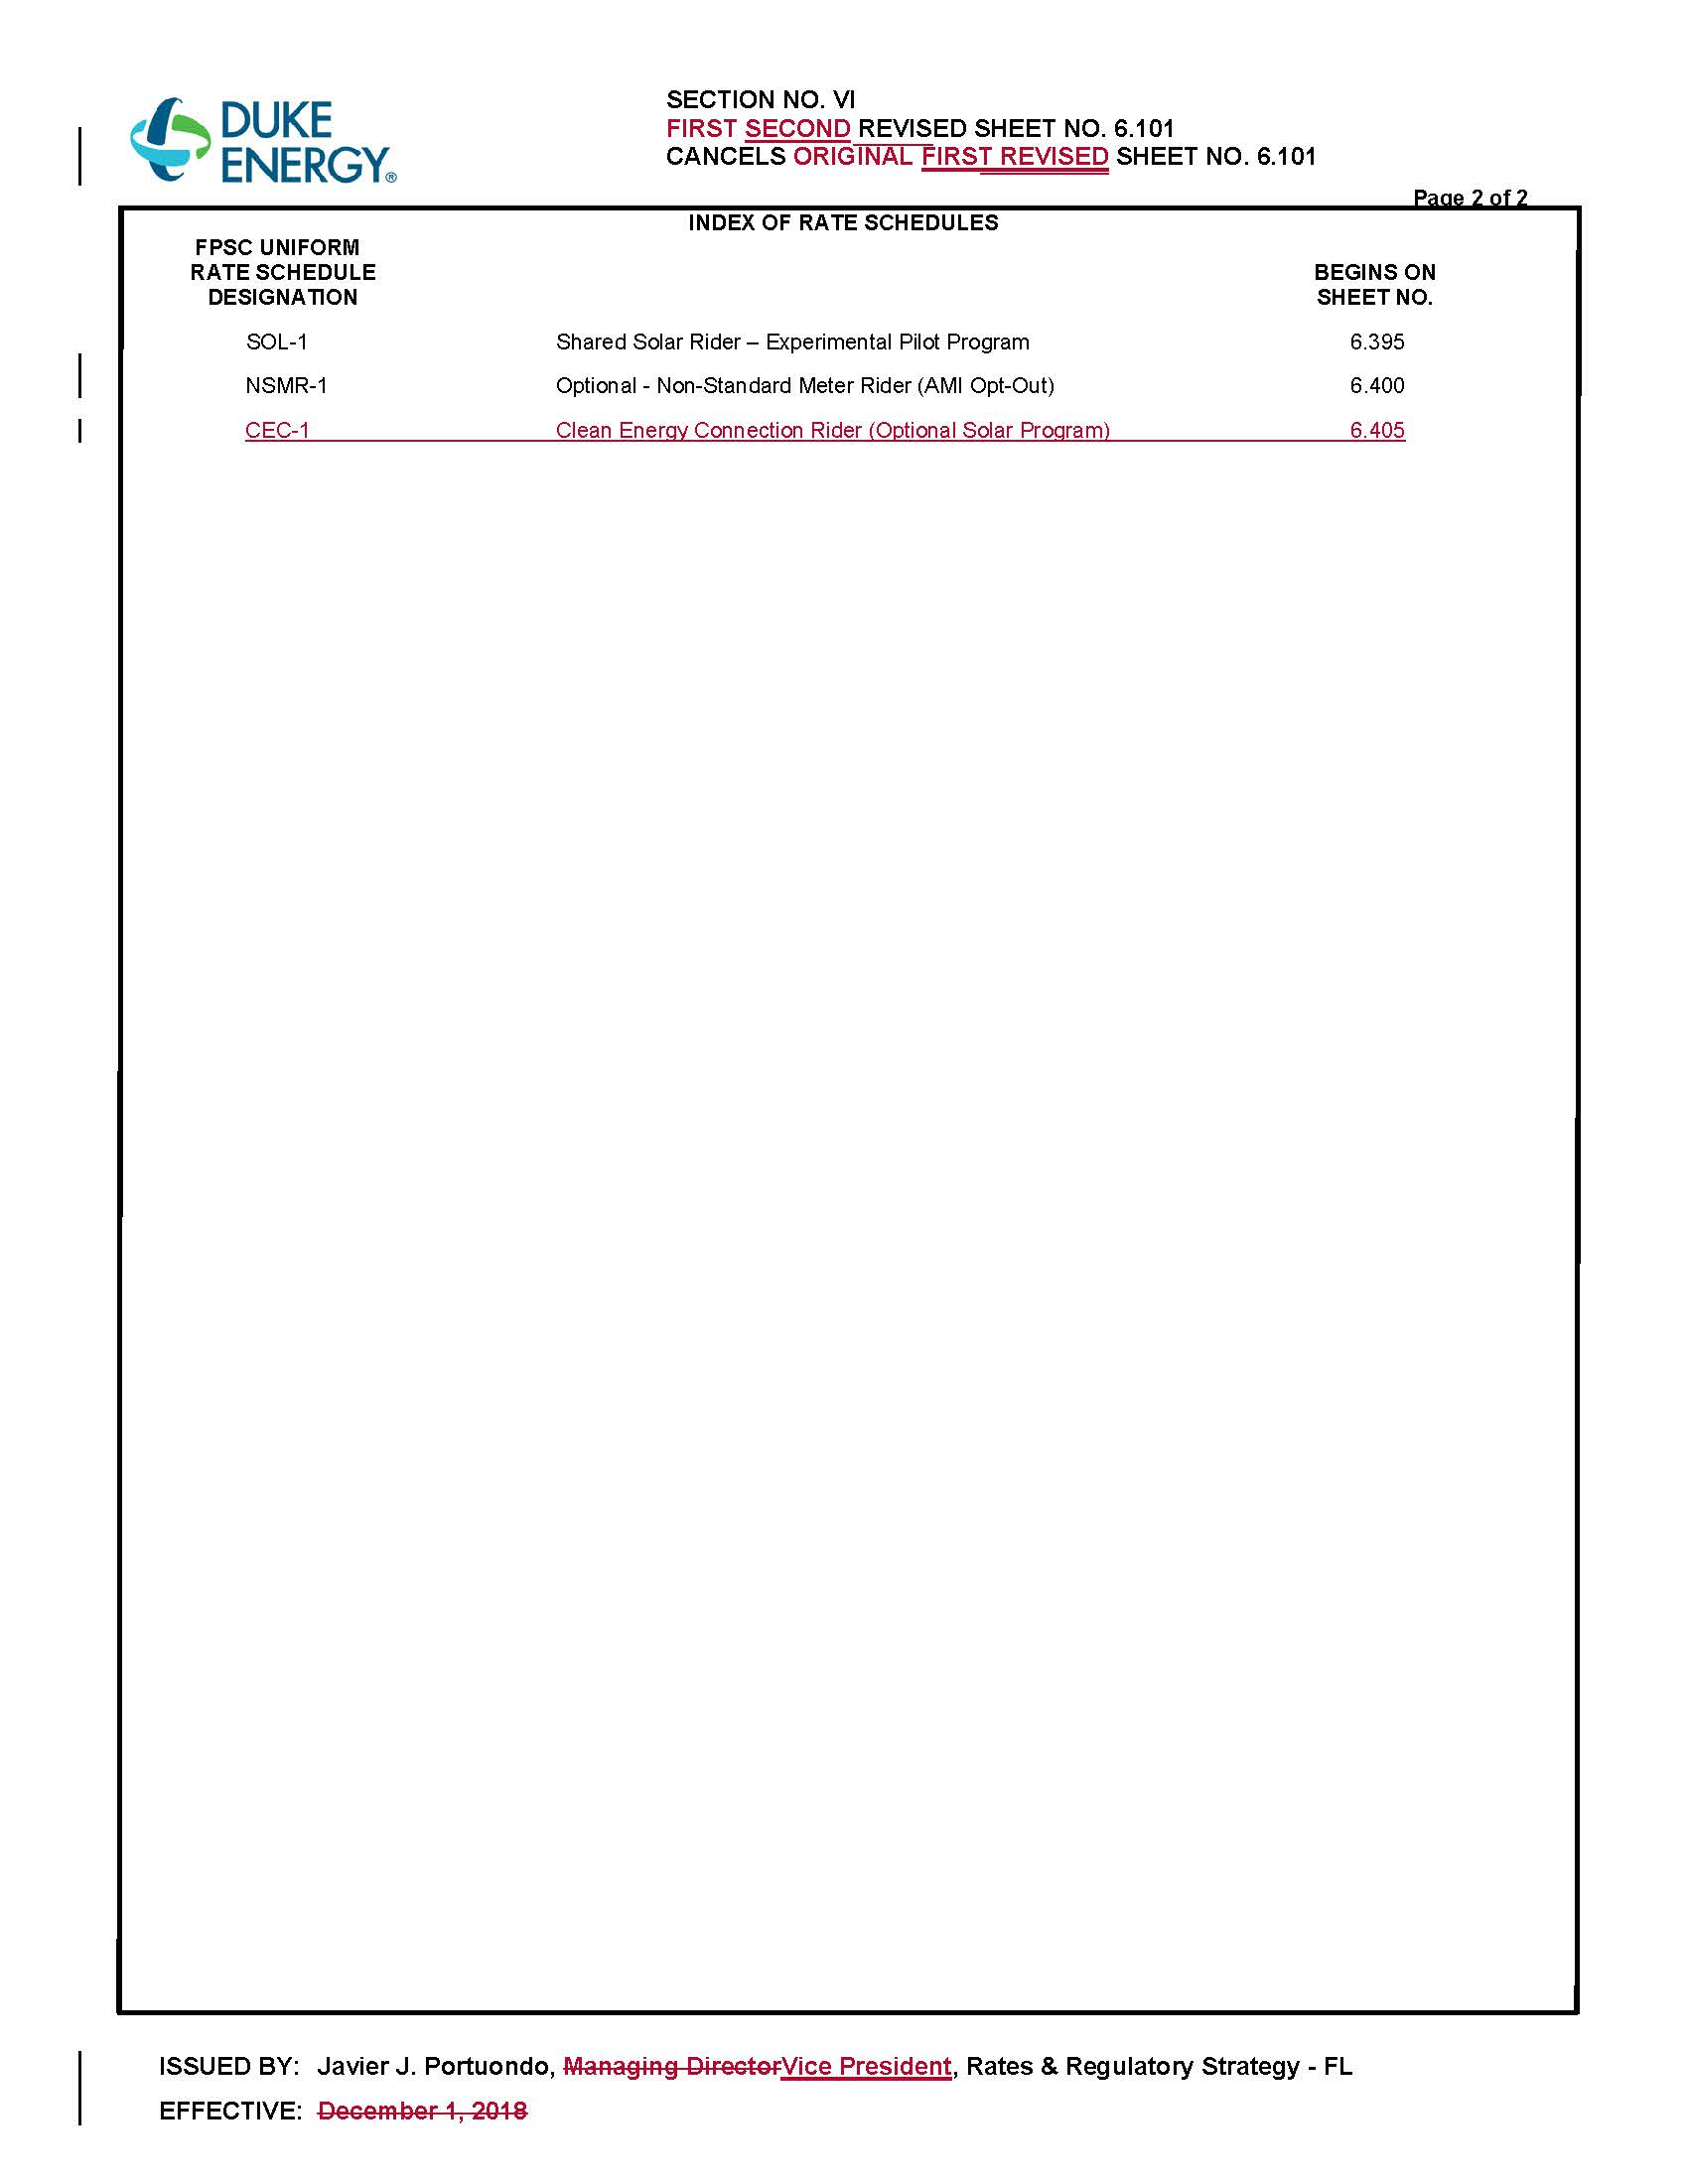 DUKE
ENERGY®
SECTION NO. VI
FIRST SECOND REVISED SHEET NO. 6.101
CANCELS ORIGINAL FIRST REVISED SHEET NO. 6.101
Page 2 of 2
INDEX OF RATE SCHEDULES
FPSC UNIFORM
RATE SCHEDULE
DESIGNATION
BEGINS ON
SHEET NO.
SOL-1 Shared Solar Rider – Experimental Pilot Program 6.395
NSMR-1 Optional - Non-Standard Meter Rider (AMI Opt-Out) 6.400
CEC-1 Clean Energy Connection Rider (Optional Solar Program) 6.405
ISSUED BY: Javier J. Portuondo, Managing DirectorVice President, Rates & Regulatory Strategy - FL
EFFECTIVE: December 1, 2018